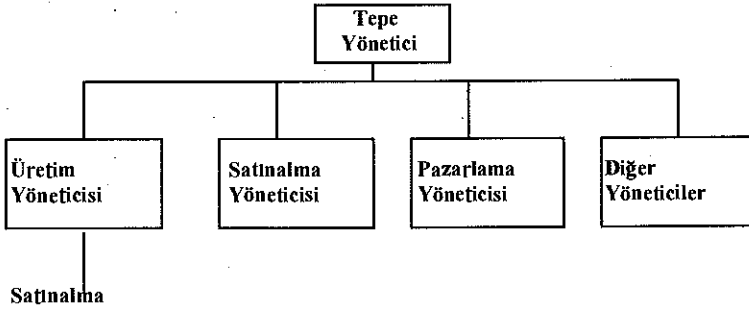 Tepe
Yönetici
Üretim
Yöneticisi
Satınalma
Yöneticisi
Pazarlama
Yöneticisi
Diğer
Yöneticiler
Satınalma